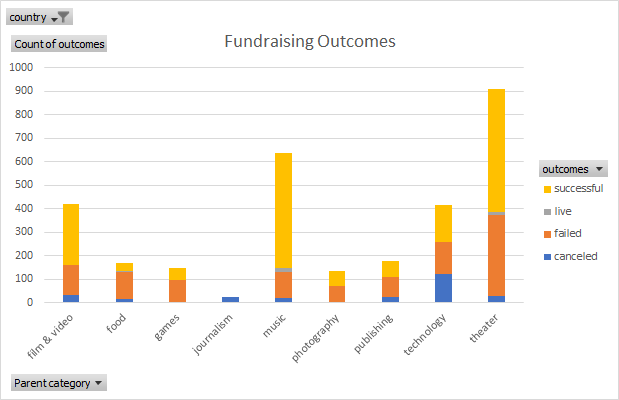 country
Count of outcomes
Fundraising Outcomes
1000
900
800
700
600
500
400
300
200
100
0
film & video
food
games
journalism
music
photography
publishing
technology
theater
outcomes
successful
live
failed
canceled
Parent category